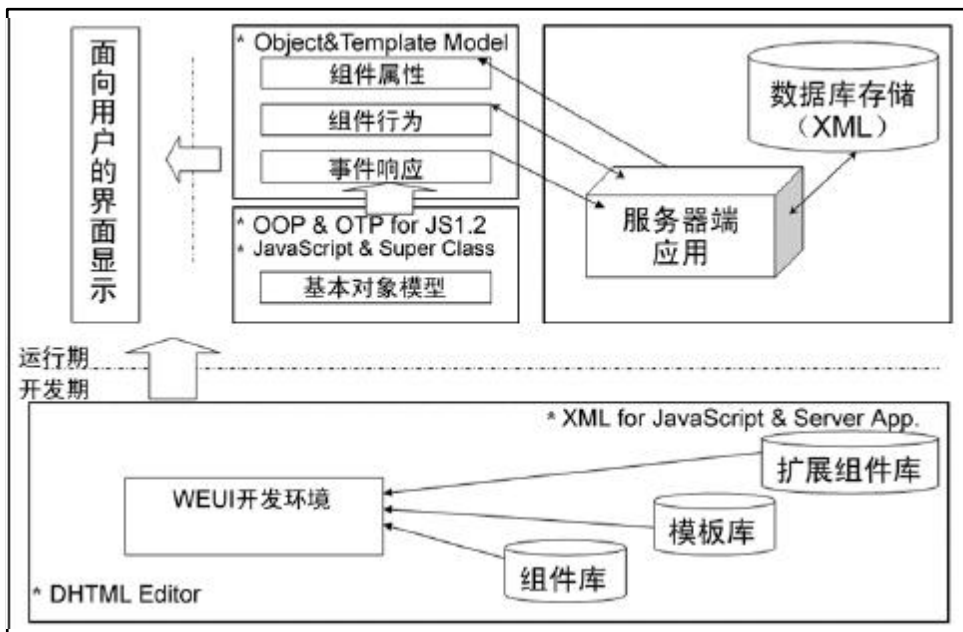 面向用户的界面显示
* Object&Template Model
组件属性
组件行为
事件响应
* OOP & OTP for JS1.2
* JavaScript & Super Class
基本对象模型
数据库存储
（XML）
服务器端
应用
运行期
开发期
* XML for JavaScript & Server App.
扩展组件库
WEUI开发环境
模板库
组件库
* DHTML Editor